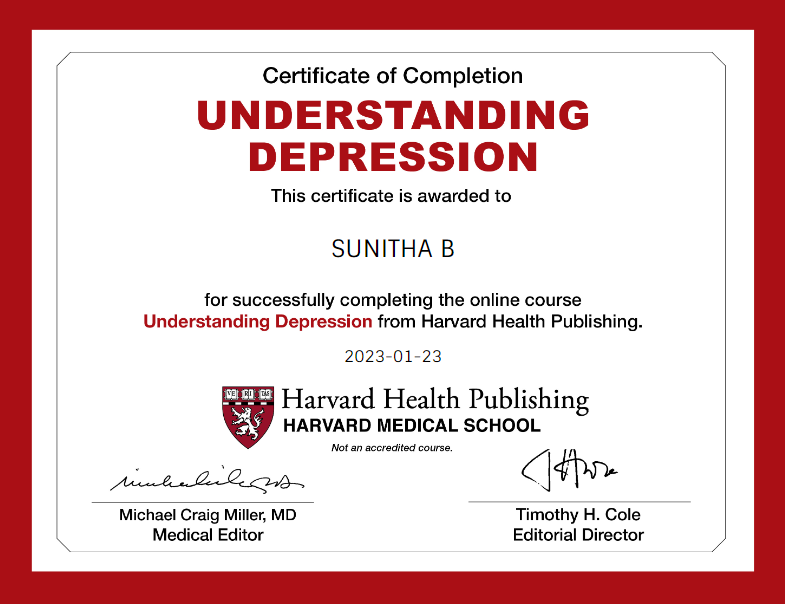 Certificate of Completion
UNDERSTANDING
DEPRESSION
This certificate is awarded to
SUNITHA B
for successfully completing the online course
Understanding Depression from Harvard Health Publishing.
2023-01-23
VE RI TAS
Harvard Health Publishing
HARVARD MEDICAL SCHOOL
Not an accredited course.
Michael Craig Miller, MD
Medical Editor
Timothy H. Cole
Editorial Director